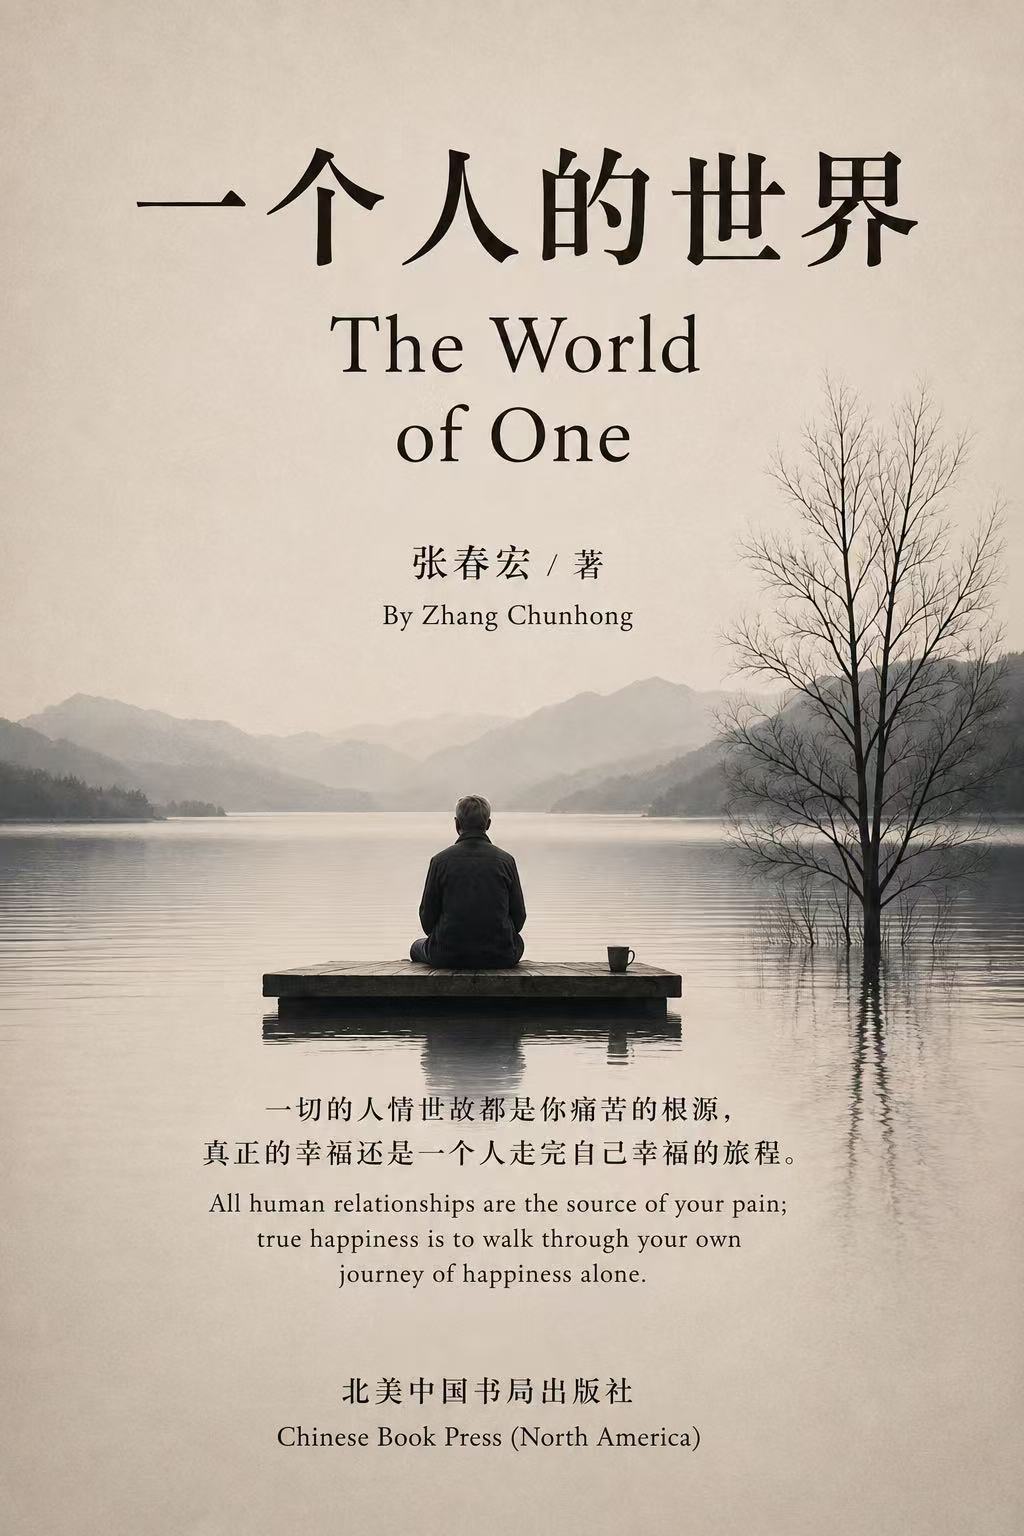 一个人的世界
The World
of One
张春宏 / 著
By Zhang Chunhong
一切的人情世故都是你痛苦的根源，
真正的幸福还是一个人走完自己幸福的旅程。
All human relationships are the source of your pain;
true happiness is to walk through your own
journey of happiness alone.
北美中国书局出版社
Chinese Book Press (North America)